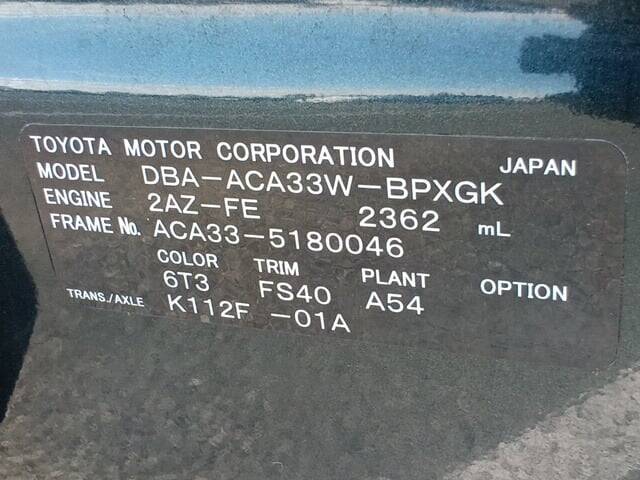 TOYOTA MOTOR CORPORATION JAPAN
MODEL DBA-ACA33W-BPXGK
ENGINE 2AZ-FE 2362 mL
FRAME No. ACA33-5180046
COLOR TRIM PLANT OPTION
6T3 FS40 A54
TRANS./AXLE K112F -01A